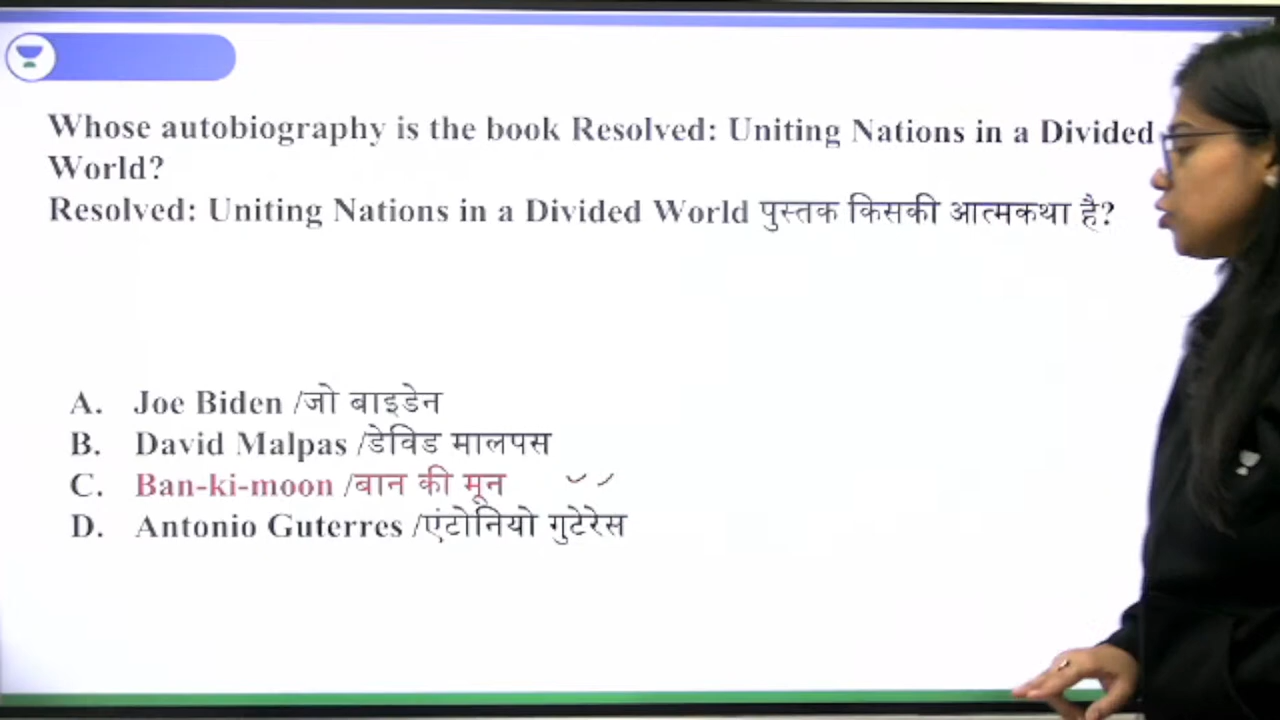 Whose autobiography is the book Resolved: Uniting Nations in a Divided
World?
Resolved: Uniting Nations in a Divided World पुस्तक किसकी आत्मकथा है?
A. Joe Biden /जो बाइडेन
B. David Malpas /डेविड मालपस
C. Ban-ki-moon /बान की मून
D. Antonio Guterres /एंटोनियो गुटेरेस